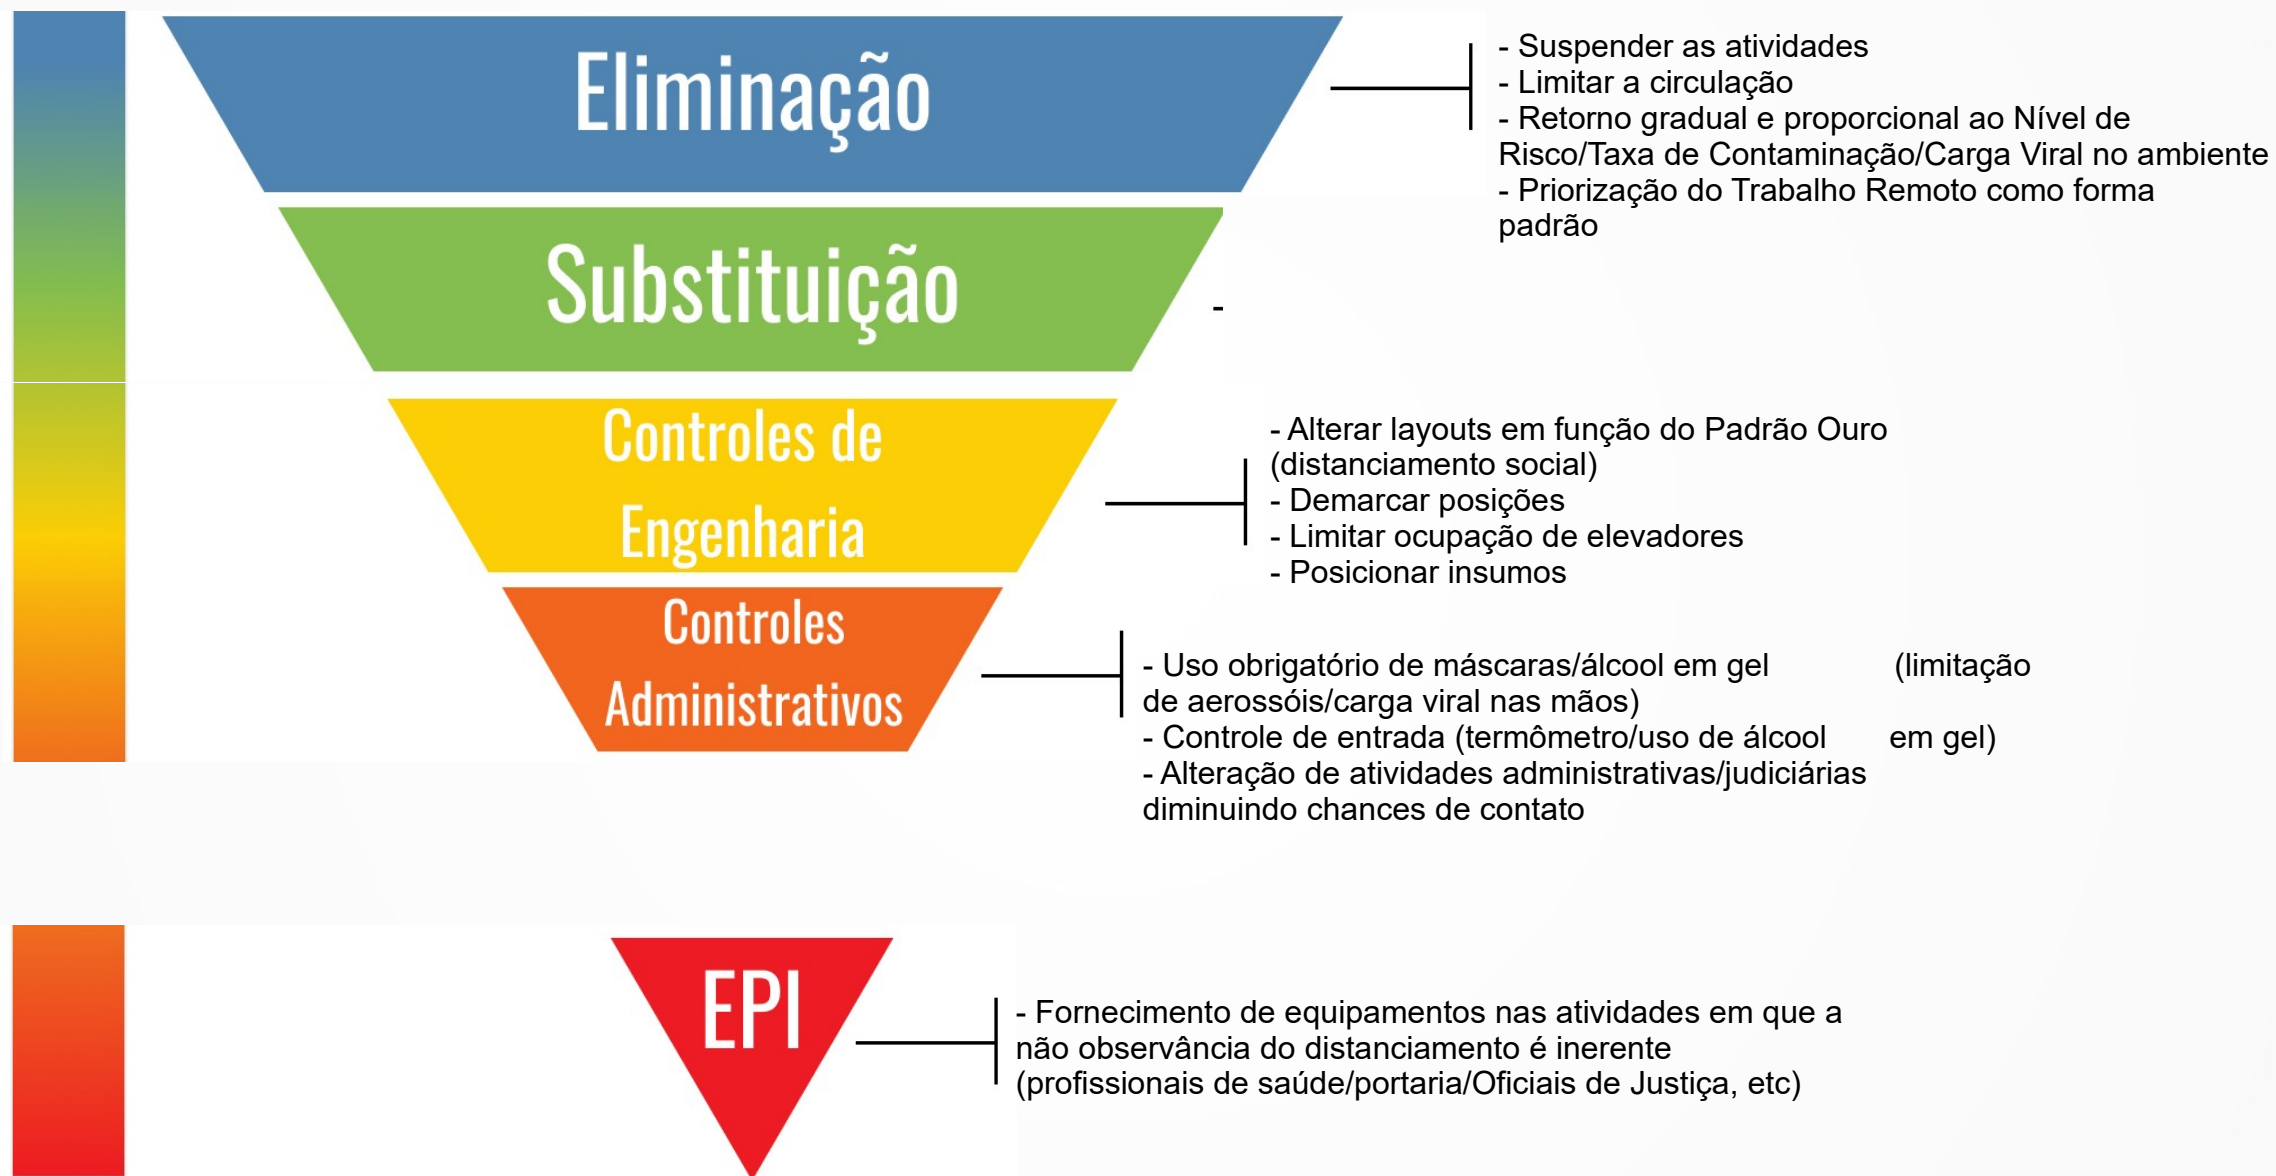 Eliminação
- Suspender as atividades
- Limitar a circulação
- Retorno gradual e proporcional ao Nível de
Risco/Taxa de Contaminação/Carga Viral no ambiente
- Priorização do Trabalho Remoto como forma
padrão
Substituição
-
Controles de
Engenharia
- Alterar layouts em função do Padrão Ouro
(distanciamento social)
- Demarcar posições
- Limitar ocupação de elevadores
- Posicionar insumos
Controles
Administrativos
- Uso obrigatório de máscaras/álcool em gel (limitação
de aerossóis/carga viral nas mãos)
- Controle de entrada (termômetro/uso de álcool em gel)
- Alteração de atividades administrativas/judiciárias
diminuindo chances de contato
EPI
- Fornecimento de equipamentos nas atividades em que a
não observância do distanciamento é inerente
(profissionais de saúde/portaria/Oficiais de Justiça, etc)